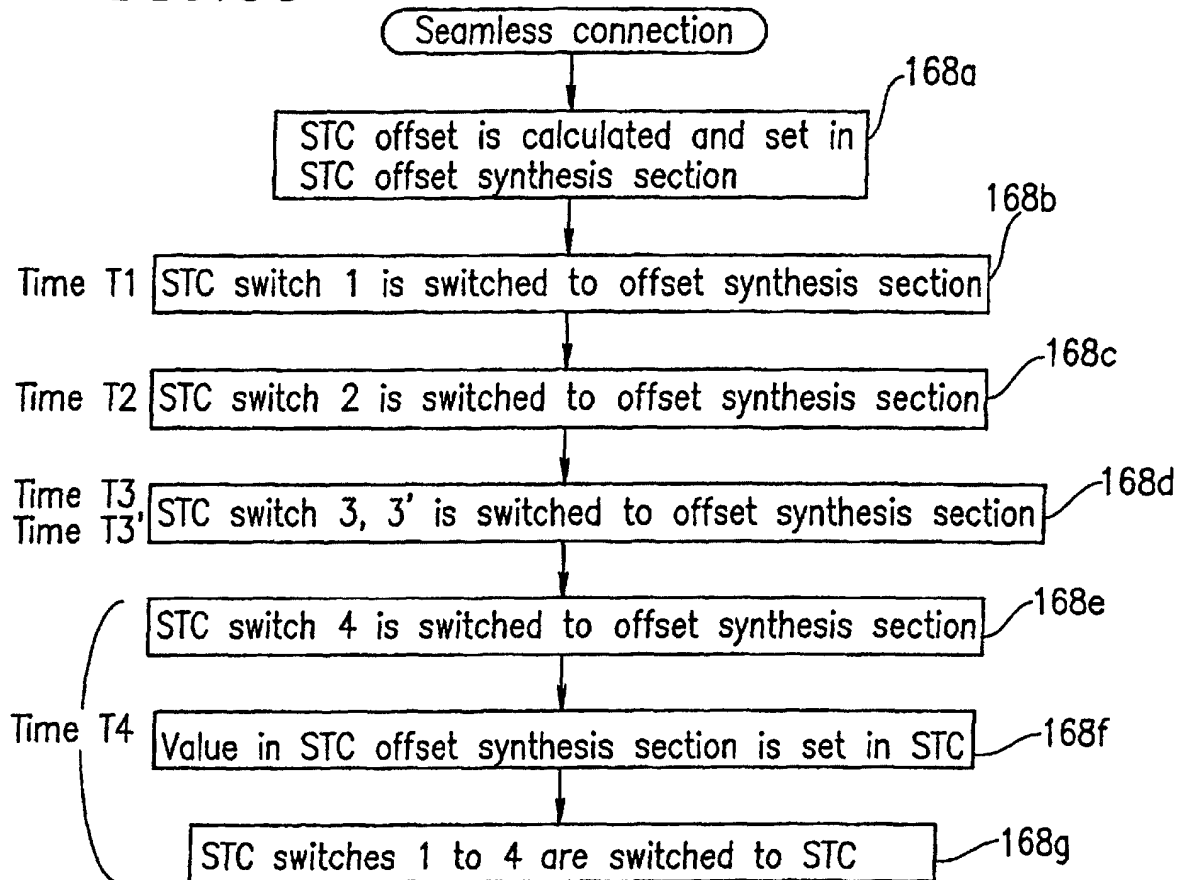 Seamless connection
168a
STC offset is calculated and set in
STC offset synthesis section
168b
Time T1 STC switch 1 is switched to offset synthesis section
168c
Time T2 STC switch 2 is switched to offset synthesis section
168d
Time T3
Time T3'
STC switch 3, 3' is switched to offset synthesis section
168e
STC switch 4 is switched to offset synthesis section
Time T4
168f
Value in STC offset synthesis section is set in STC
168g
STC switches 1 to 4 are switched to STC